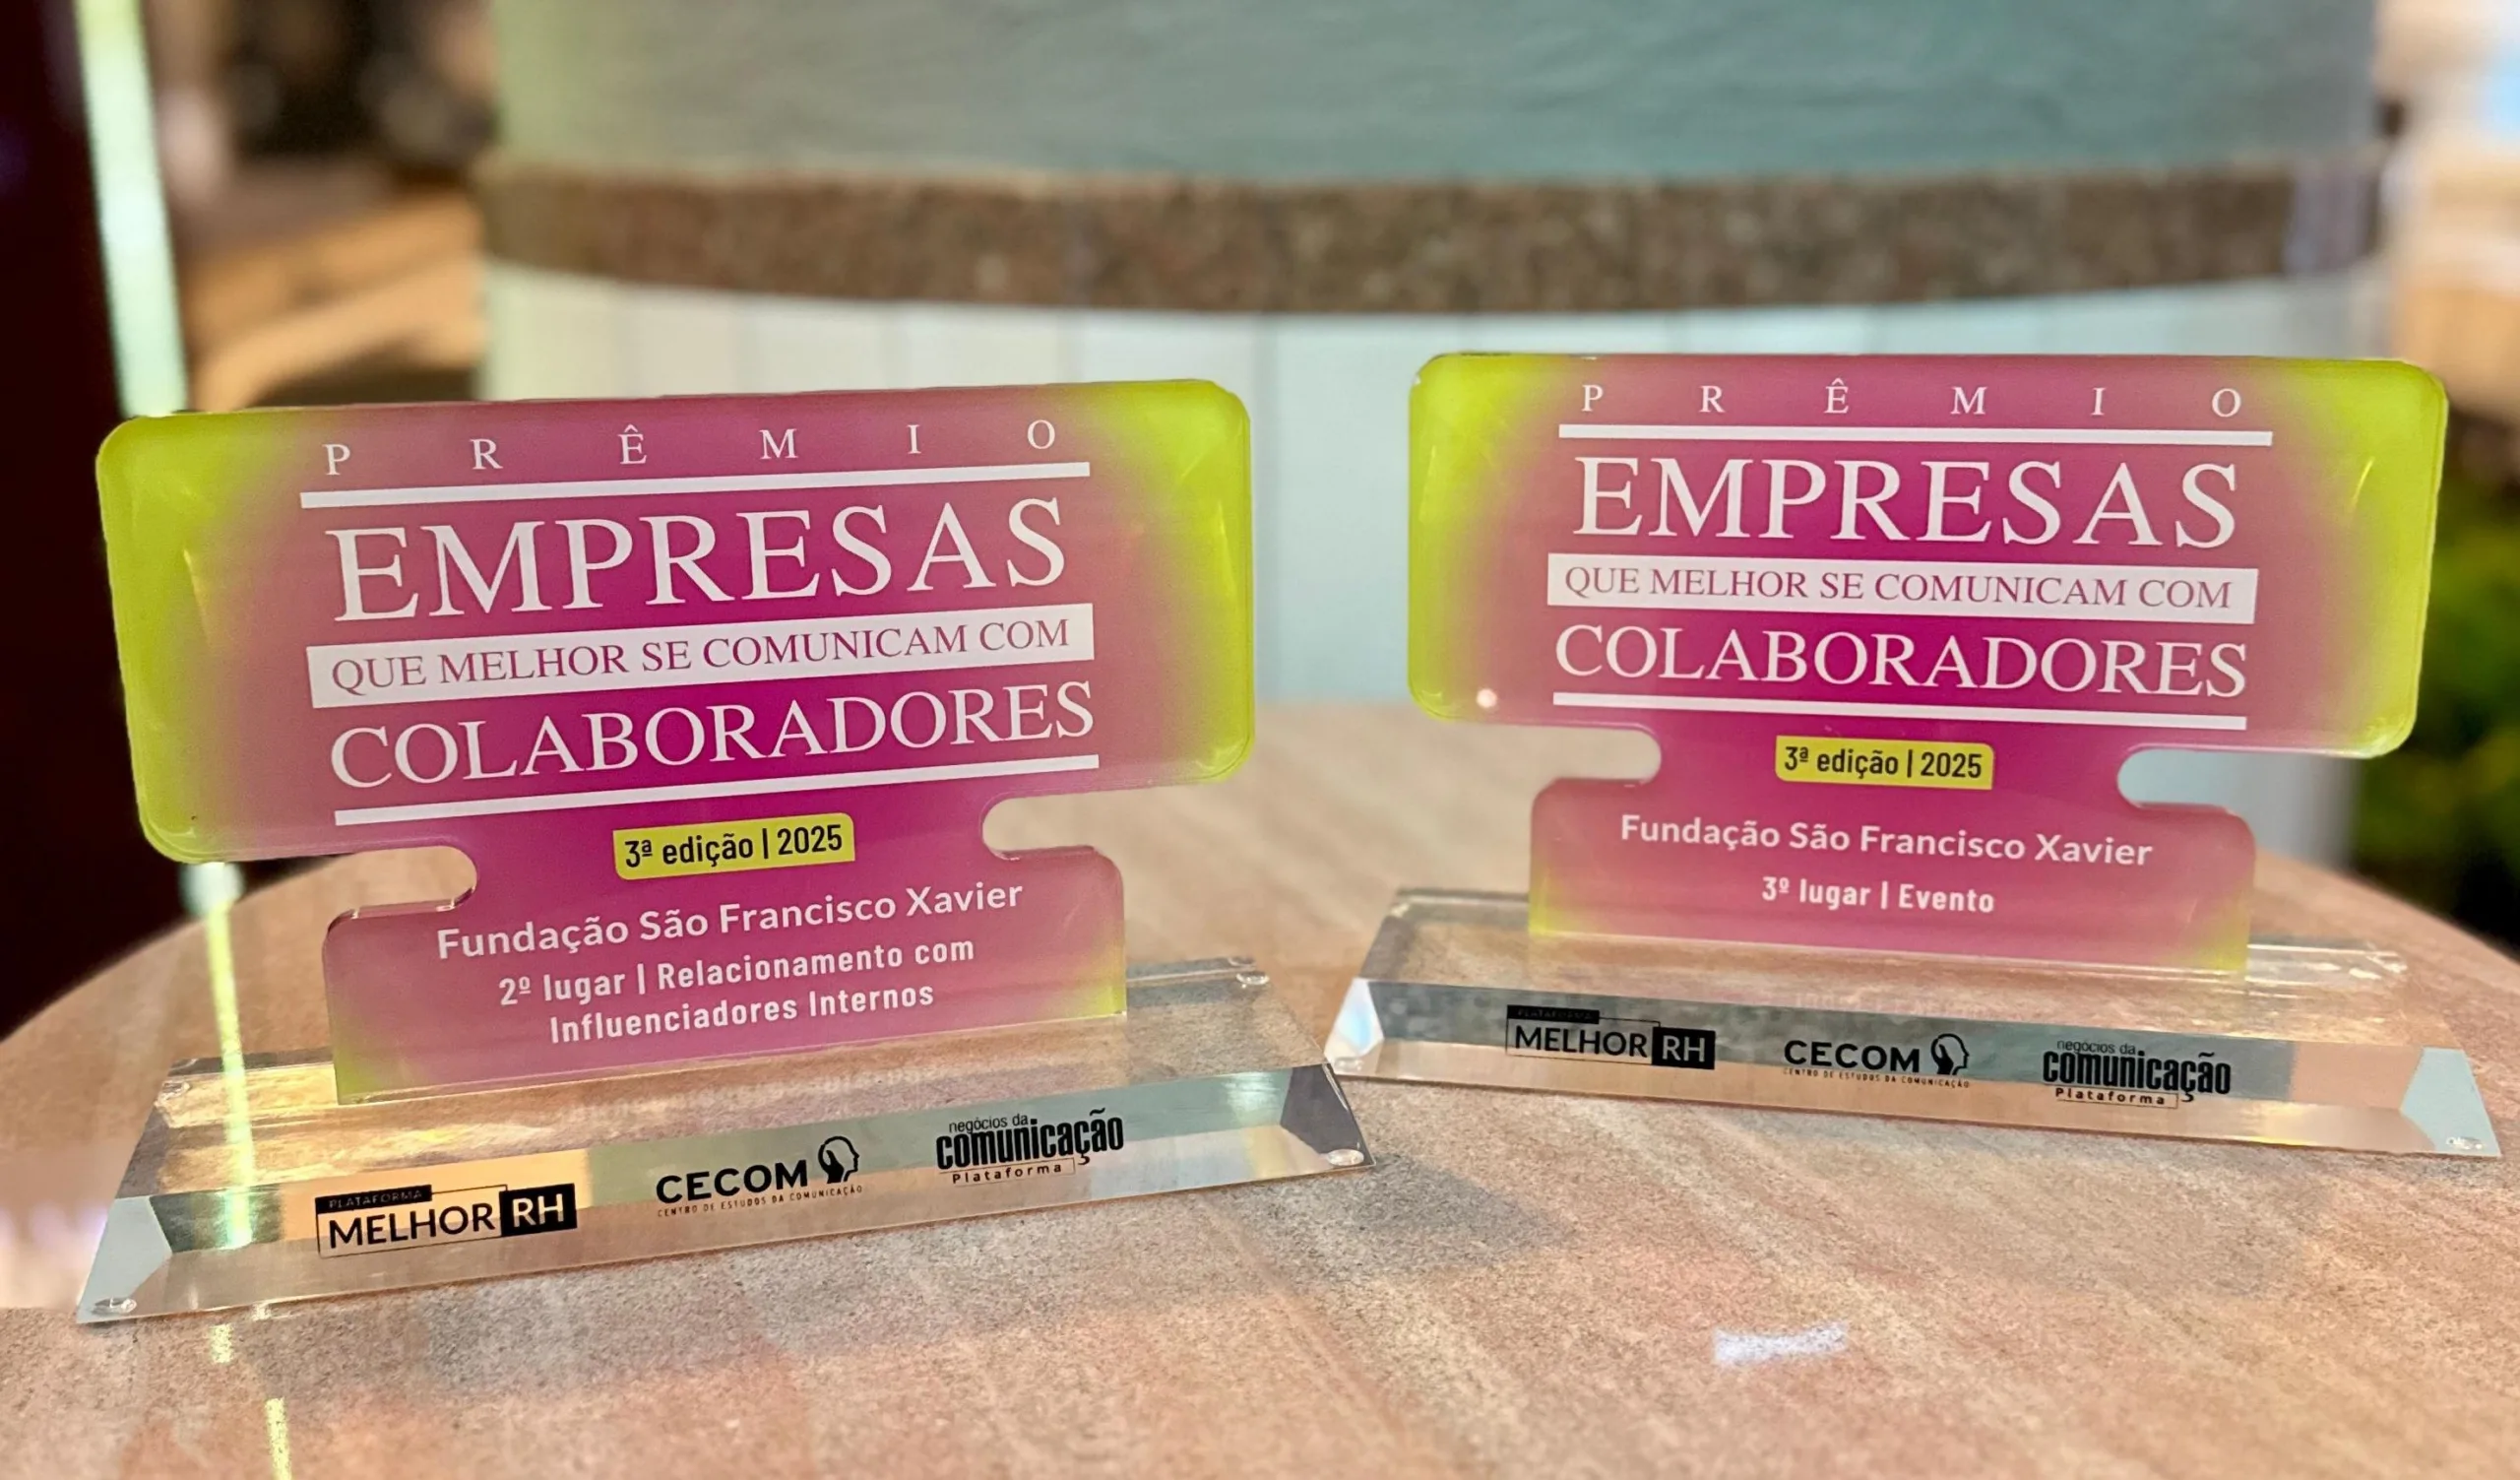 P R Ê M I O
EMPRESAS
QUE MELHOR SE COMUNICAM COM
COLABORADORES
3ª edição | 2025
Fundação São Francisco Xavier
2º lugar | Relacionamento com
Influenciadores Internos
PLATAFORMA
MELHOR RH
CECOM
CENTRO DE ESTUDOS DA COMUNICAÇÃO
negócios da
comunicação
Plataforma
P R Ê M I O
EMPRESAS
QUE MELHOR SE COMUNICAM COM
COLABORADORES
3ª edição | 2025
Fundação São Francisco Xavier
3º lugar | Evento
PLATAFORMA
MELHOR RH
CECOM
CENTRO DE ESTUDOS DA COMUNICAÇÃO
negócios da
comunicação
Plataforma